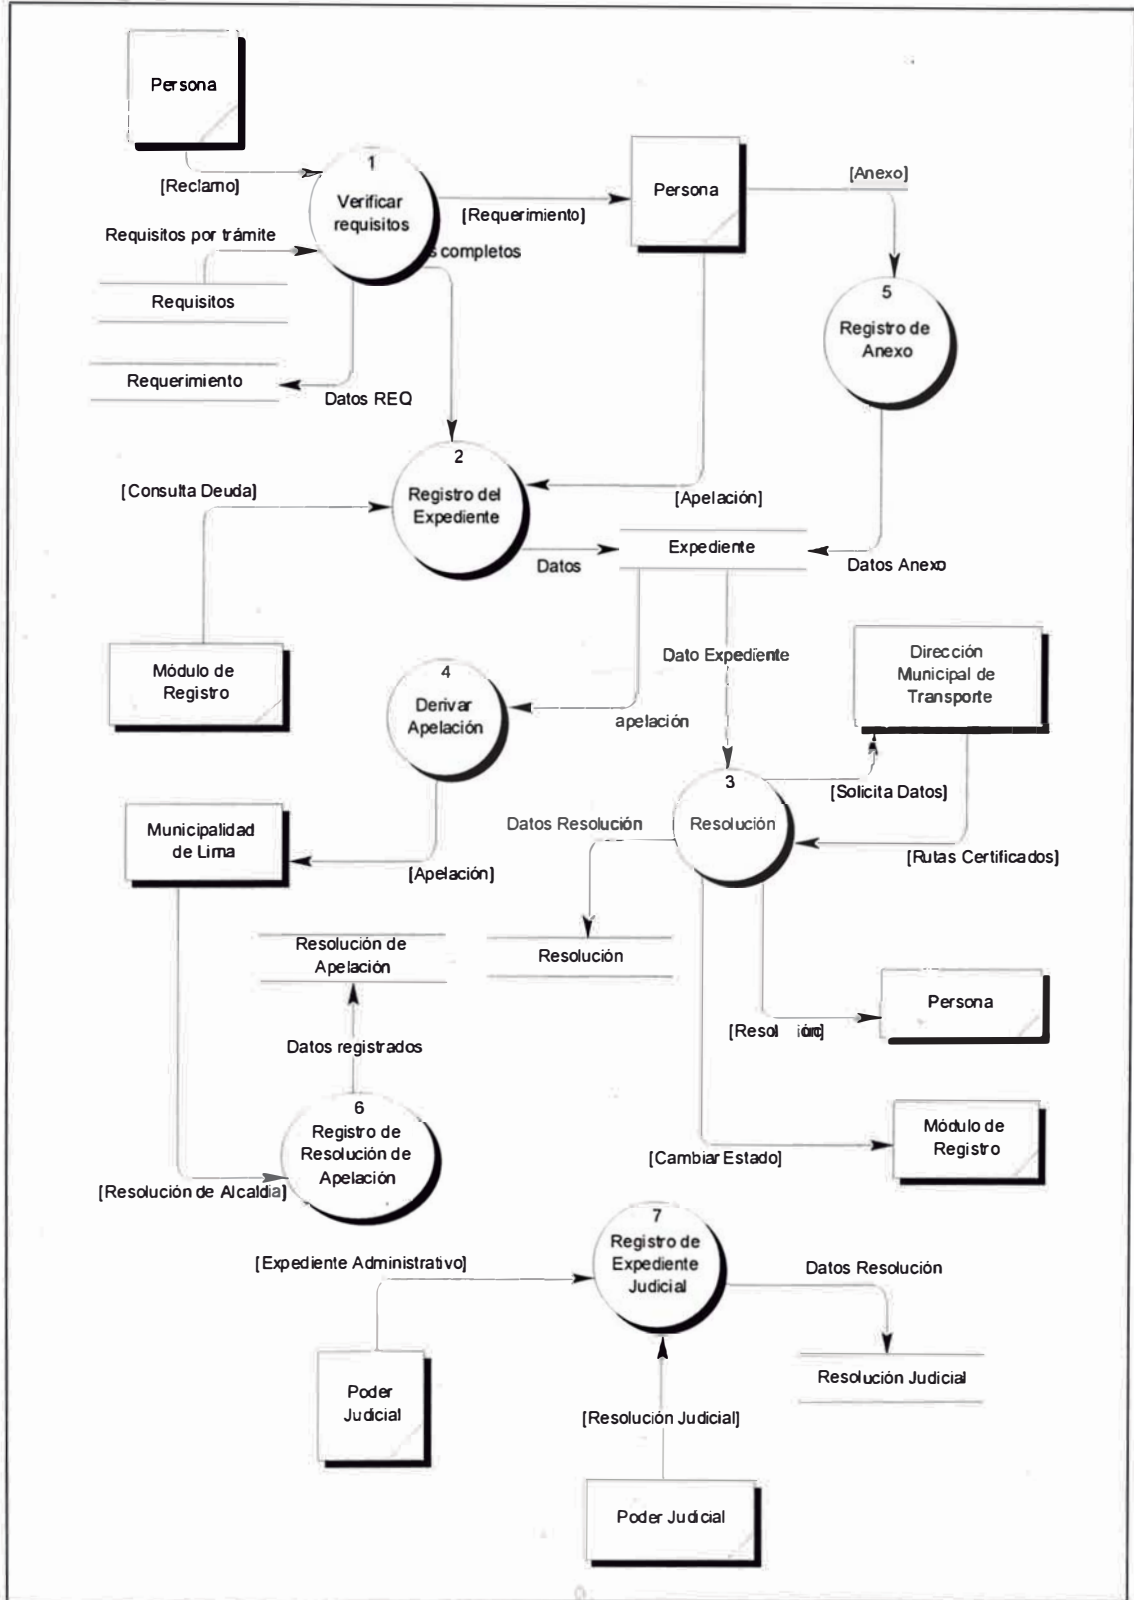 Persona
[Reclamo]
1
Verificar
requisitos
[Requerimiento]
Persona
[Anexo]
Requisitos por trámite
completos
Requisitos
5
Registro de
Anexo
Requerimiento
Datos REQ
2
Registro del
Expediente
[Consulta Deuda]
[Apelación]
Datos
Expediente
Datos Anexo
Módulo de
Registro
4
Derivar
Apelación
apelación
Dato Expediente
Dirección
Municipal de
Transporte
3
Resolución
[Solicita Datos]
[Rutas Certificados]
Datos Resolución
Municipalidad
de Lima
[Apelación]
Resolución de
Apelación
Resolución
Persona
Datos registrados
6
Registro de
Resolución de
Apelación
[Resolución de Alcaldia]
Módulo de
Registro
[Cambiar Estado]
7
Registro de
Expediente
Judicial
[Expediente Administrativo]
Datos Resolución
Poder
Judicial
Resolución Judicial
[Resolución Judicial]
Poder Judicial